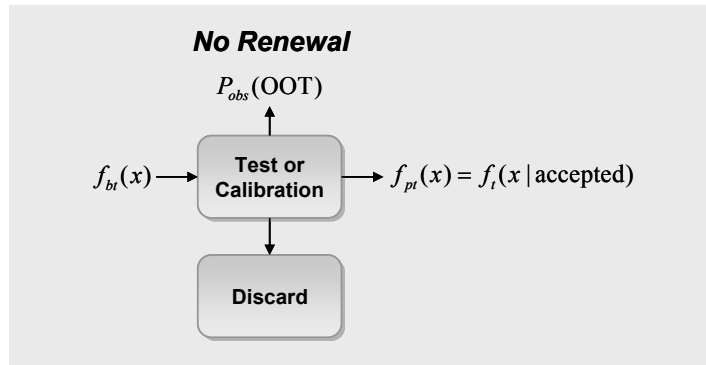 No Renewal
P_obs(OOT)
f_bt(x)
Test or
Calibration
f_pt(x) = f_t(x | accepted)
Discard